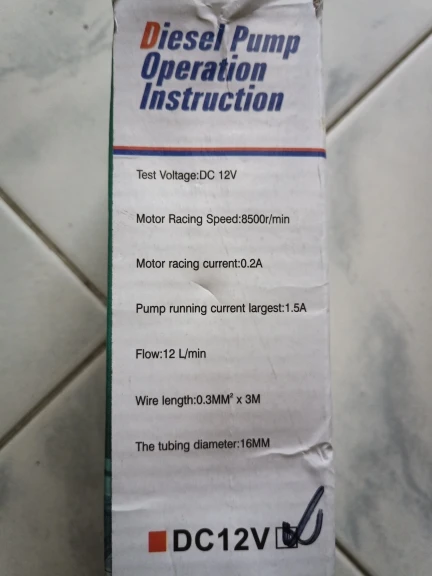 Diesel Pump
Operation
Instruction
Test Voltage:DC 12V
Motor Racing Speed:8500r/min
Motor racing current:0.2A
Pump running current largest:1.5A
Flow:12 L/min
Wire length:0.3MM² x 3M
The tubing diameter:16MM
DC12V